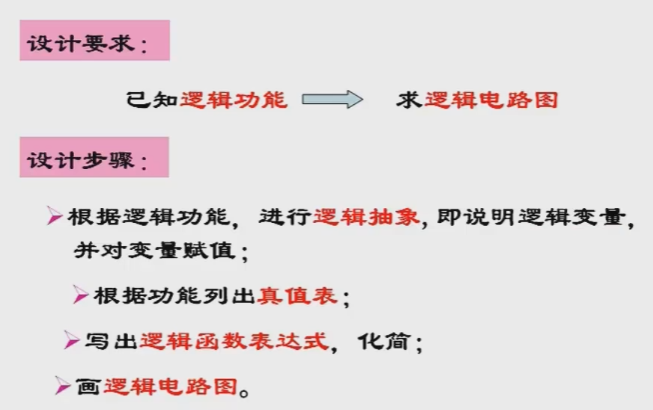 设计要求：
已知逻辑功能 求逻辑电路图
设计步骤：
根据逻辑功能，进行逻辑抽象，即说明逻辑变量，
并对变量赋值；
根据功能列出真值表；
写出逻辑函数表达式，化简；
画逻辑电路图。